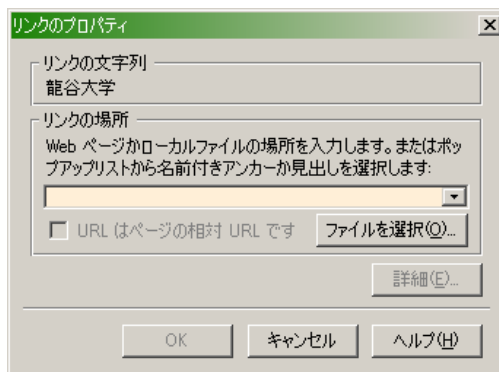 リンクのプロパティ
リンクの文字列
龍谷大学
リンクの場所
Web ページかローカルファイルの場所を入力します。またはポッ
プアップリストから名前付きアンカーか見出しを選択します:
URL はページの相対 URL です
ファイルを選択(O)...
詳細(E)...
OK
キャンセル
ヘルプ(H)